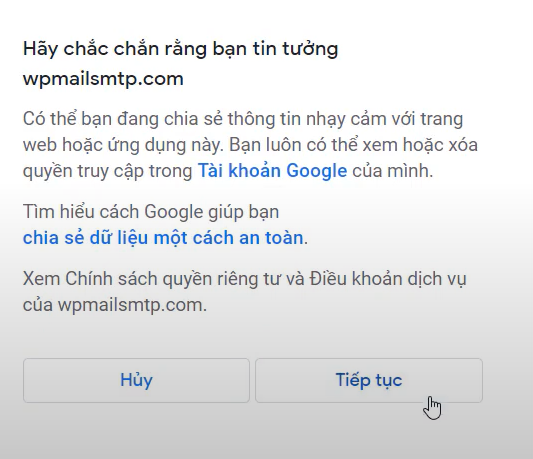 Hãy chắc chắn rằng bạn tin tưởng
wpmailsmtp.com
Có thể bạn đang chia sẻ thông tin nhạy cảm với trang
web hoặc ứng dụng này. Bạn luôn có thể xem hoặc xóa
quyền truy cập trong Tài khoản Google của mình.
Tìm hiểu cách Google giúp bạn
chia sẻ dữ liệu một cách an toàn.
Xem Chính sách quyền riêng tư và Điều khoản dịch vụ
của wpmailsmtp.com.
Hủy
Tiếp tục